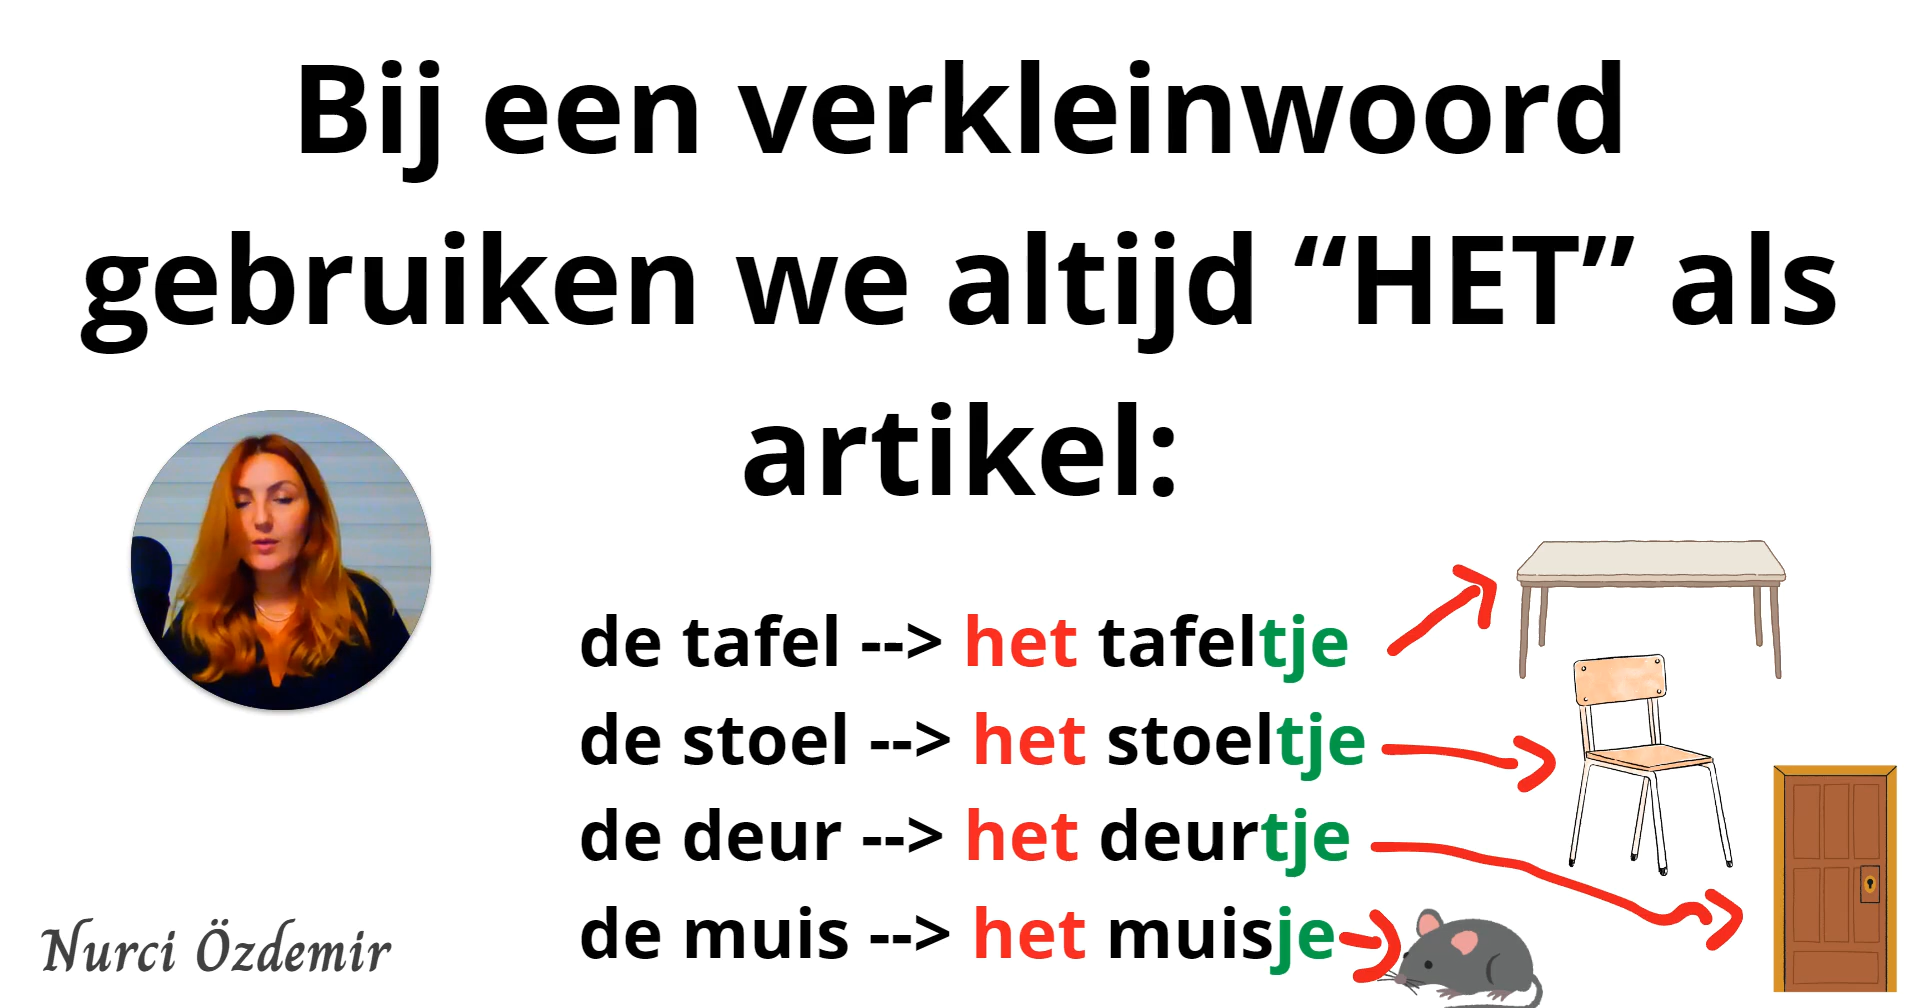 Bij een verkleinwoord
gebruiken we altijd “HET” als
artikel:
de tafel --> het tafeltje
de stoel --> het stoeltje
de deur --> het deurtje
de muis --> het muisje
Nurci Özdemir